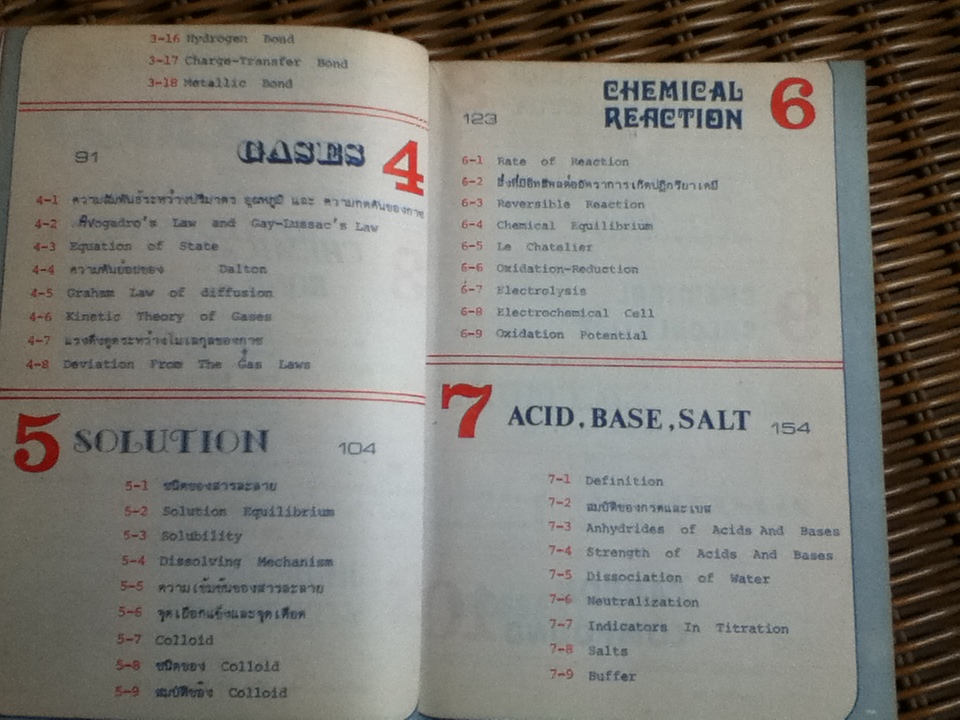 3-16 Hydrogen Bond
3-17 Charge-Transfer Bond
3-18 Metallic Bond
91 GASES 4
4-1 ความสัมพันธ์ระหว่างปริมาตร อุณหภูมิ และ ความกดดันของกาซ
4-2 Avogadro's Law and Gay-Lussac's Law
4-3 Equation of State
4-4 ความดันย่อยของ Dalton
4-5 Graham Law of diffusion
4-6 Kinetic Theory of Gases
4-7 แรงดึงดูดระหว่างโมเลกุลของกาซ
4-8 Deviation From The Gas Laws
5 SOLUTION 104
5-1 ชนิดของสารละลาย
5-2 Solution Equilibrium
5-3 Solubility
5-4 Dissolving Mechanism
5-5 ความเข้มข้นของสารละลาย
5-6 จุดเยือกแข็งและจุดเดือด
5-7 Colloid
5-8 ชนิดของ Colloid
5-9 สมบัติของ Colloid
123 CHEMICAL REACTION 6
6-1 Rate of Reaction
6-2 สิ่งที่มีอิทธิพลต่ออัตราการเกิดปฏิกริยาเคมี
6-3 Reversible Reaction
6-4 Chemical Equilibrium
6-5 Le Chatelier
6-6 Oxidation-Reduction
6-7 Electrolysis
6-8 Electrochemical Cell
6-9 Oxidation Potential
7 ACID, BASE, SALT 154
7-1 Definition
7-2 สมบัติของกรดและเบส
7-3 Anhydrides of Acids And Bases
7-4 Strength of Acids And Bases
7-5 Dissociation of Water
7-6 Neutralization
7-7 Indicators In Titration
7-8 Salts
7-9 Buffer